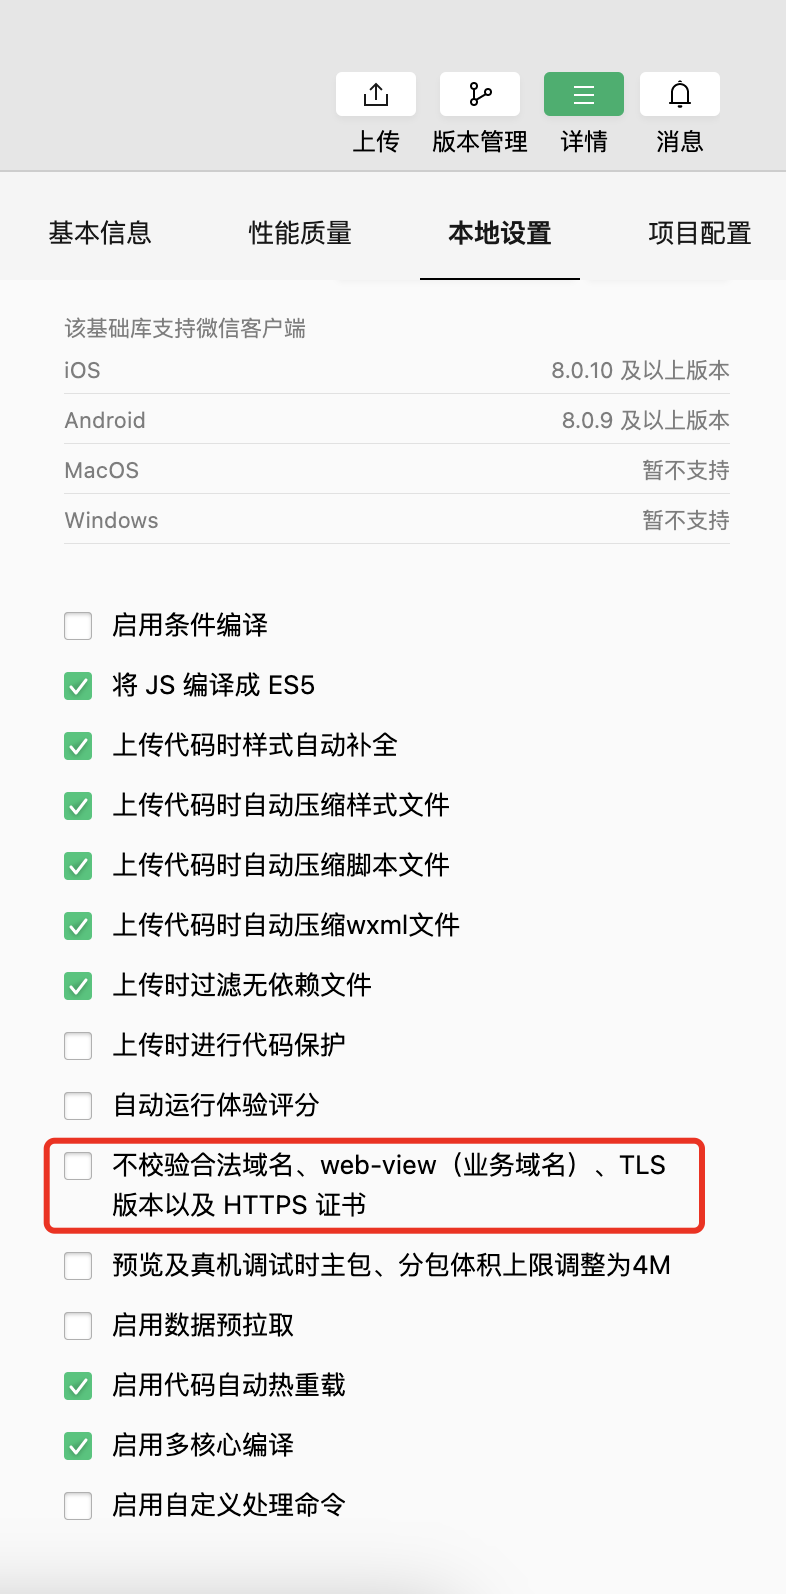 上传 版本管理 详情 消息
基本信息 性能质量 本地设置 项目配置
该基础库支持微信客户端
iOS 8.0.10 及以上版本
Android 8.0.9 及以上版本
MacOS 暂不支持
Windows 暂不支持
启用条件编译
将 JS 编译成 ES5
上传代码时样式自动补全
上传代码时自动压缩样式文件
上传代码时自动压缩脚本文件
上传代码时自动压缩wxml文件
上传时过滤无依赖文件
上传时进行代码保护
自动运行体验评分
不校验合法域名、web-view（业务域名）、TLS
版本以及 HTTPS 证书
预览及真机调试时主包、分包体积上限调整为4M
启用数据预拉取
启用代码自动热重载
启用多核心编译
启用自定义处理命令